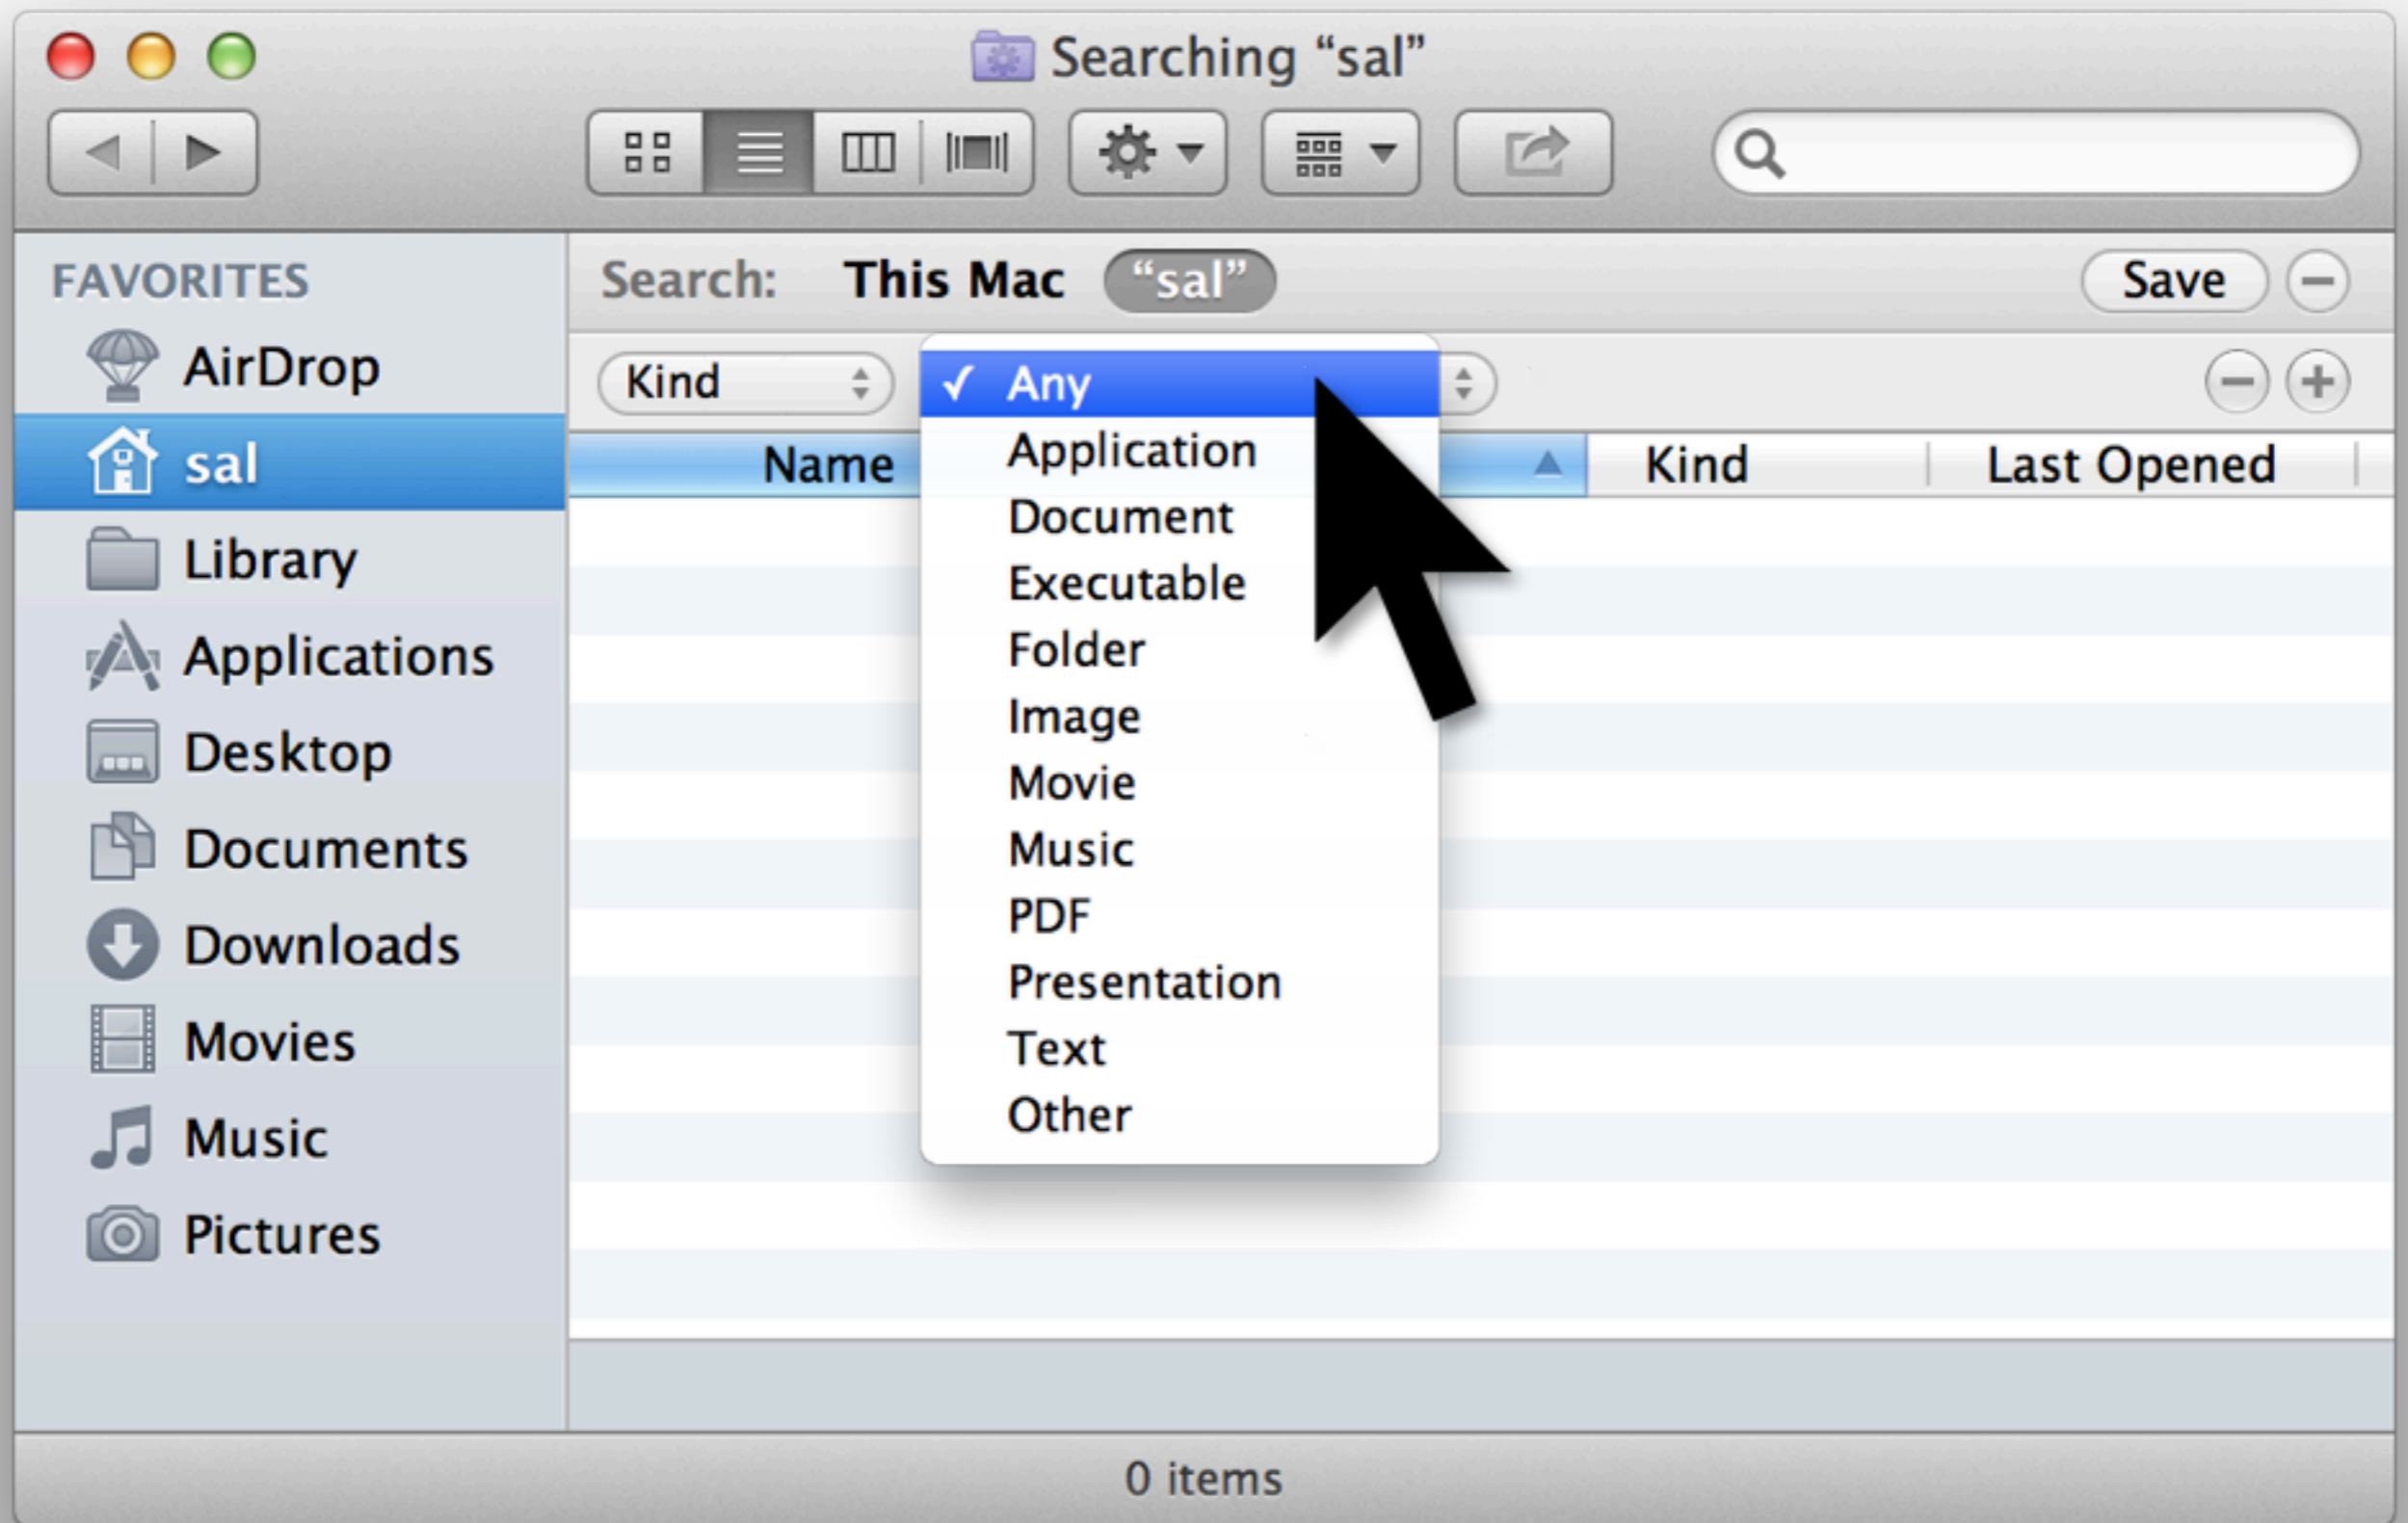 Searching “sal”
FAVORITES
AirDrop
sal
Library
Applications
Desktop
Documents
Downloads
Movies
Music
Pictures
Search: This Mac “sal” Save
Kind
✓ Any
Application
Document
Executable
Folder
Image
Movie
Music
PDF
Presentation
Text
Other
Name Kind Last Opened
0 items